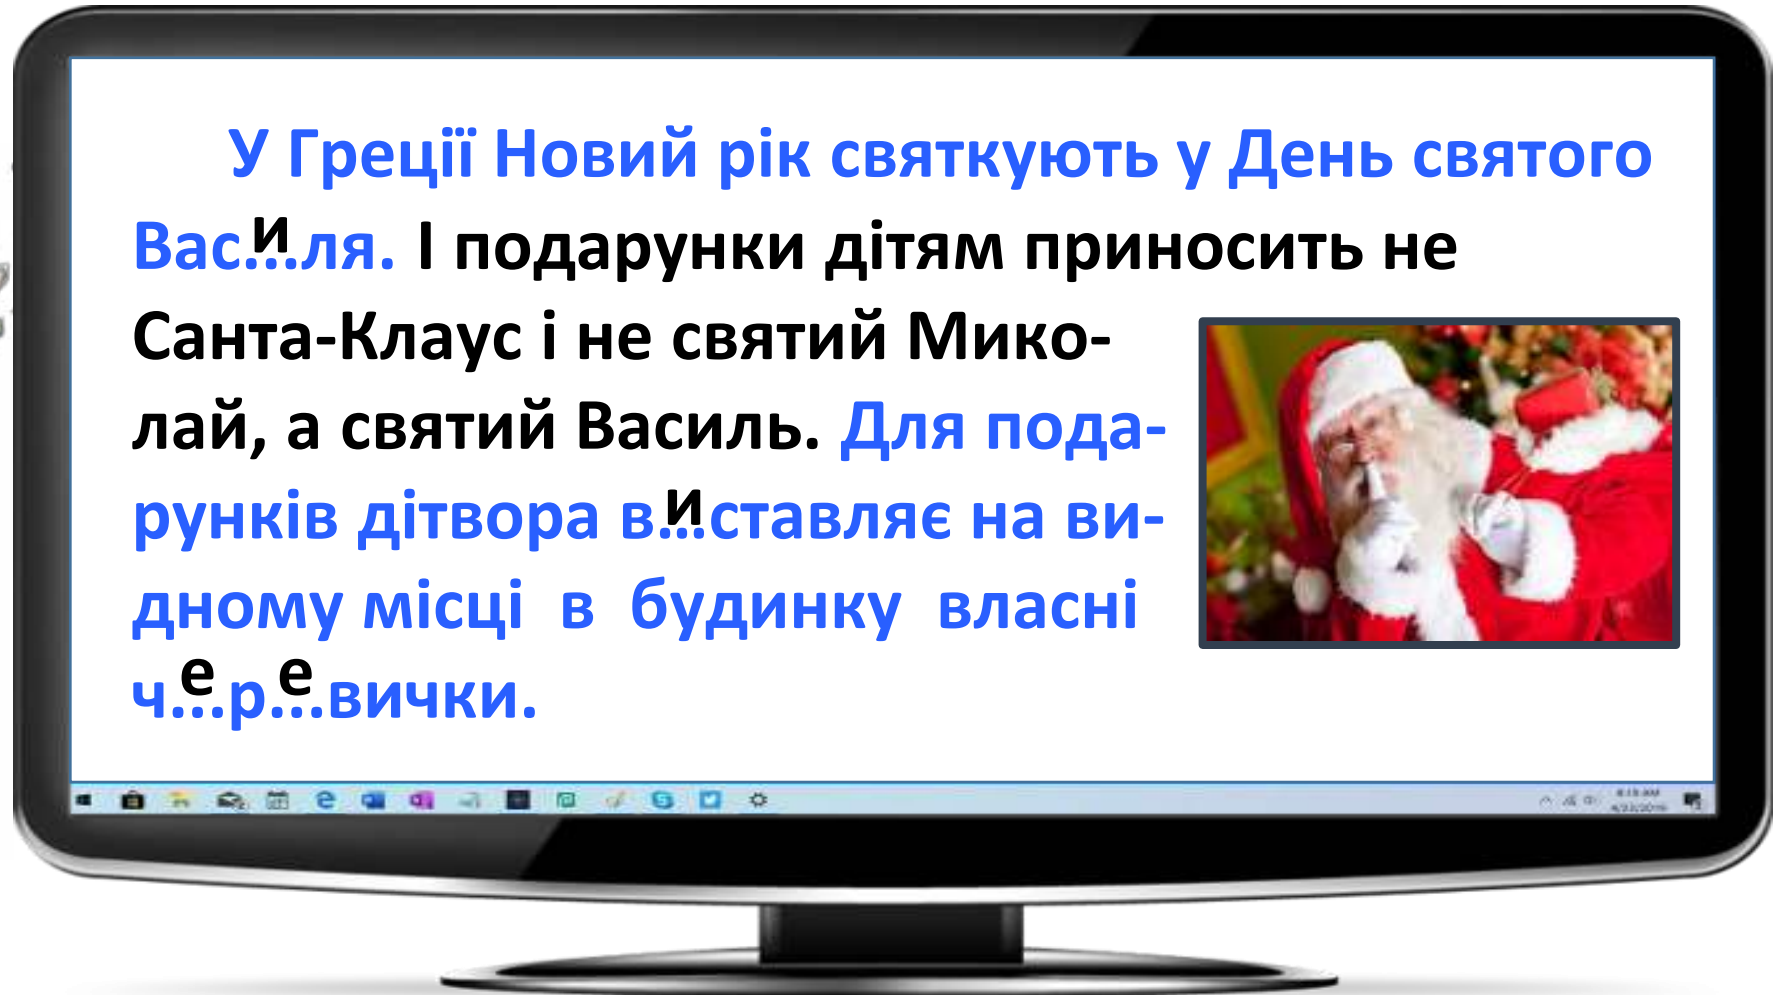 У Греції Новий рік святкують у День святого
Вас...и...ля. І подарунки дітям приносить не
Санта-Клаус і не святий Мико-
лай, а святий Василь. Для пода-
рунків дітвора в...и...ставляє на ви-
дному місці в будинку власні
ч...е...р...е...вички.